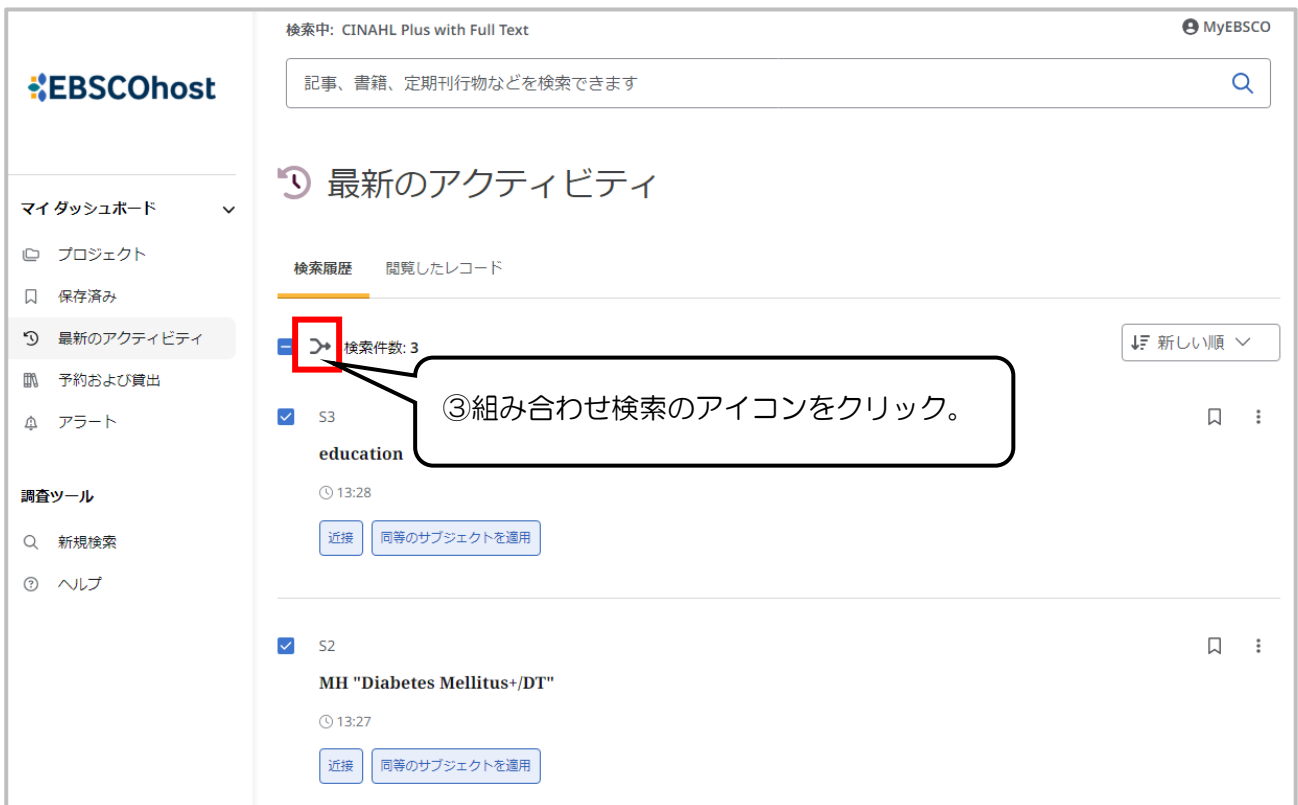 検索中: CINAHL Plus with Full Text
MyEBSCO
EBSCOhost
記事、書籍、定期刊行物などを検索できます
最新のアクティビティ
マイ ダッシュボード
プロジェクト
保存済み
最新のアクティビティ
予約および貸出
アラート
調査ツール
新規検索
ヘルプ
検索履歴
閲覧したレコード
検索件数: 3
新しい順
③組み合わせ検索のアイコンをクリック。
S3
education
13:28
近接
同等のサブジェクトを適用
S2
MH "Diabetes Mellitus+/DT"
13:27
近接
同等のサブジェクトを適用